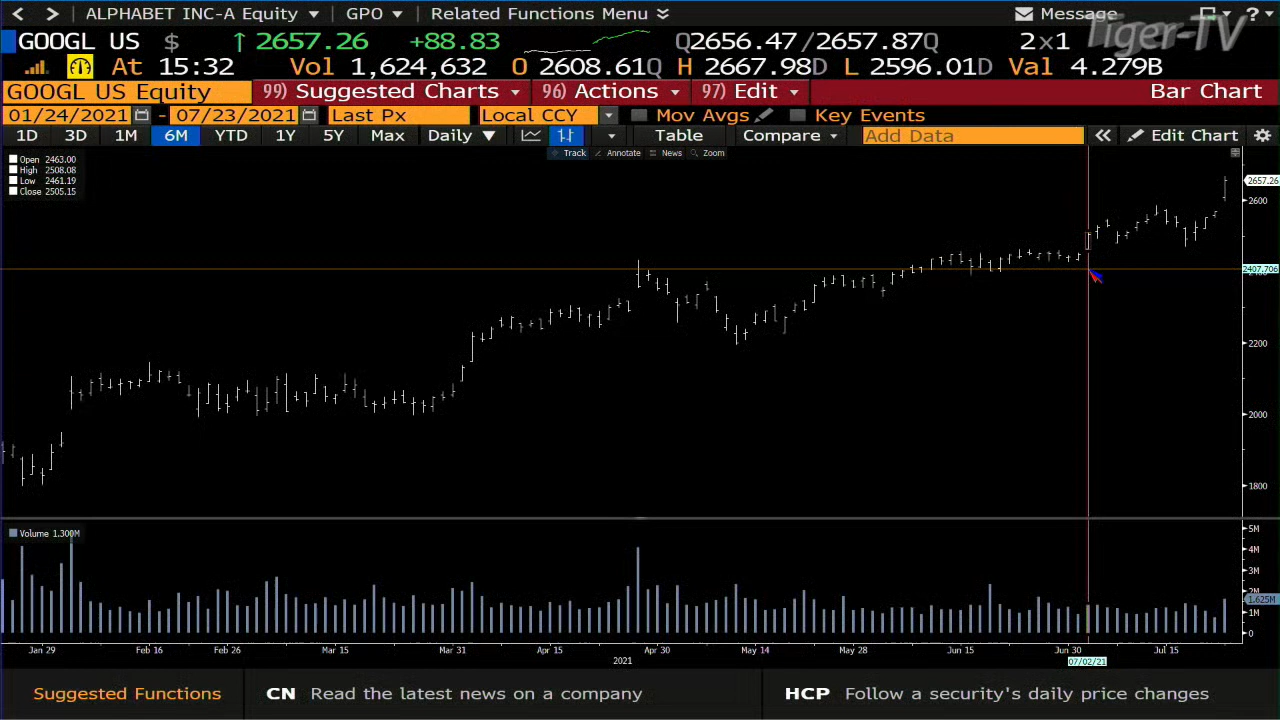 ALPHABET INC-A Equity GPO Related Functions Menu Message ?
Tiger-TV
GOOGL US $ ↑ 2657.26 +88.83 Q2656.47/2657.87Q 2x1
At 15:32 Vol 1,624,632 O 2608.61Q H 2667.98D L 2596.01D Val 4.279B
GOOGL US Equity 99) Suggested Charts 96) Actions 97) Edit Bar Chart
01/24/2021 - 07/23/2021 Last Px Local CCY Mov Avgs Key Events
1D 3D 1M 6M YTD 1Y 5Y Max Daily ▼ Table Compare Add Data « Edit Chart
Track Annotate News Zoom
Open 2463.00
High 2508.08
Low 2461.19
Close 2505.15
2657.26
2600
2407.706
2200
2000
1800
Volume 1.300M
5M
4M
3M
2M
1.625M
1M
0
Jan 29 Feb 16 Feb 26 Mar 15 Mar 31 Apr 15 Apr 30 May 14 May 28 Jun 15 Jun 30 Jul 15
2021 07/02/21
Suggested Functions CN Read the latest news on a company HCP Follow a security's daily price changes